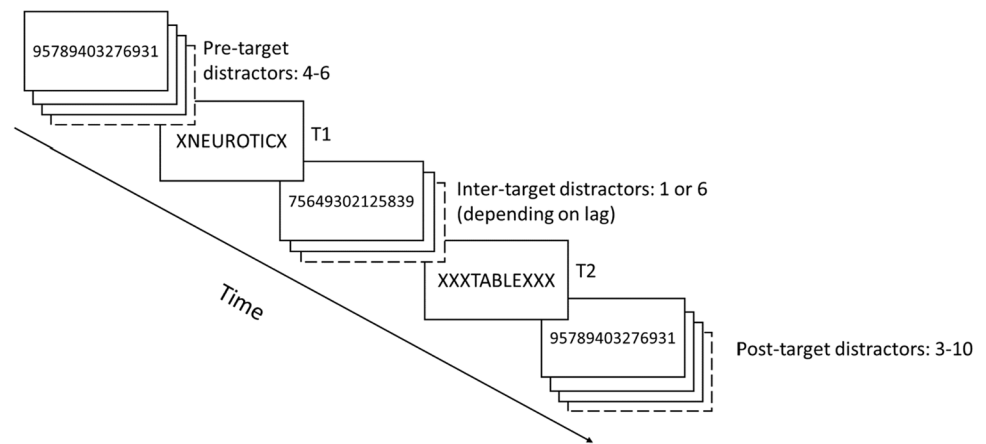 95789403276931
Pre-target
distractors: 4-6
XNEUROTICX
T1
75649302125839
Inter-target distractors: 1 or 6
(depending on lag)
XXXTABLEXXX
T2
Time
95789403276931
Post-target distractors: 3-10